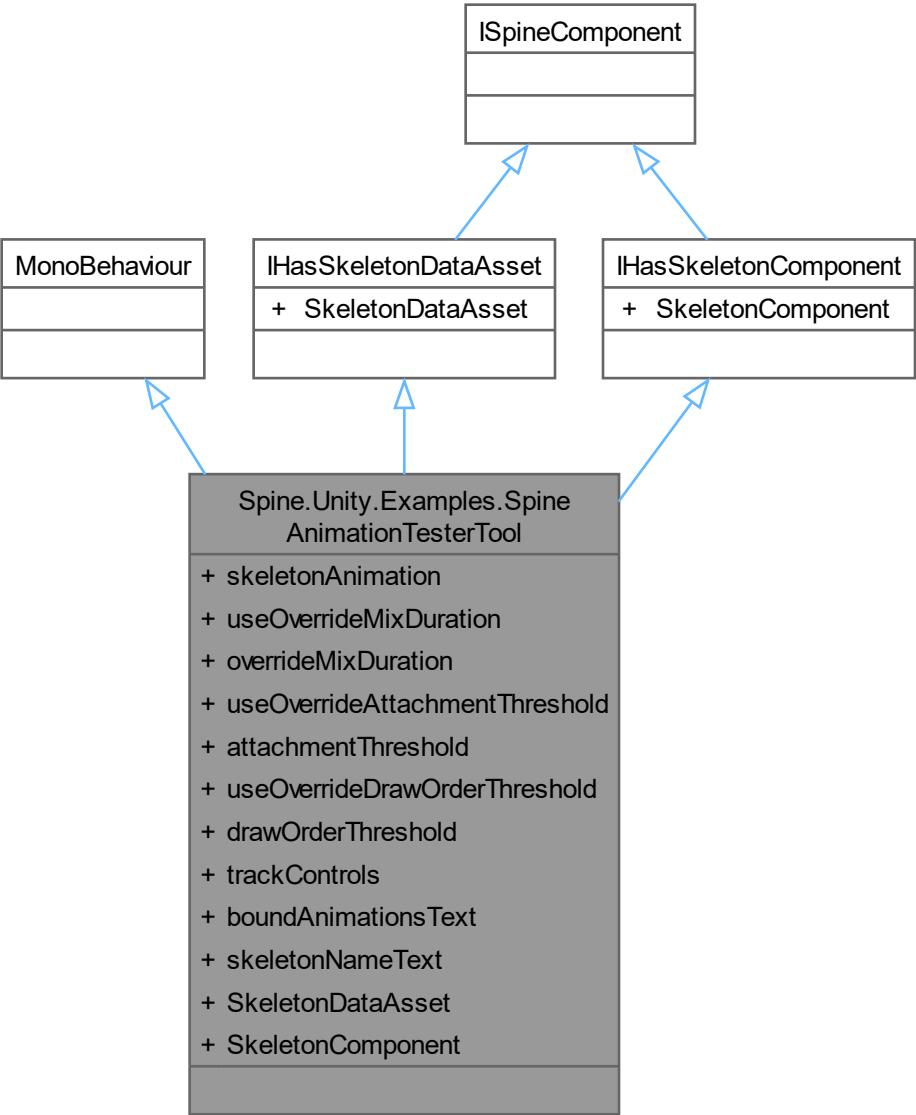 ISpineComponent
MonoBehaviour
IHasSkeletonDataAsset
+ SkeletonDataAsset
IHasSkeletonComponent
+ SkeletonComponent
Spine.Unity.Examples.Spine
AnimationTesterTool
+ skeletonAnimation
+ useOverrideMixDuration
+ overrideMixDuration
+ useOverrideAttachmentThreshold
+ attachmentThreshold
+ useOverrideDrawOrderThreshold
+ drawOrderThreshold
+ trackControls
+ boundAnimationsText
+ skeletonNameText
+ SkeletonDataAsset
+ SkeletonComponent